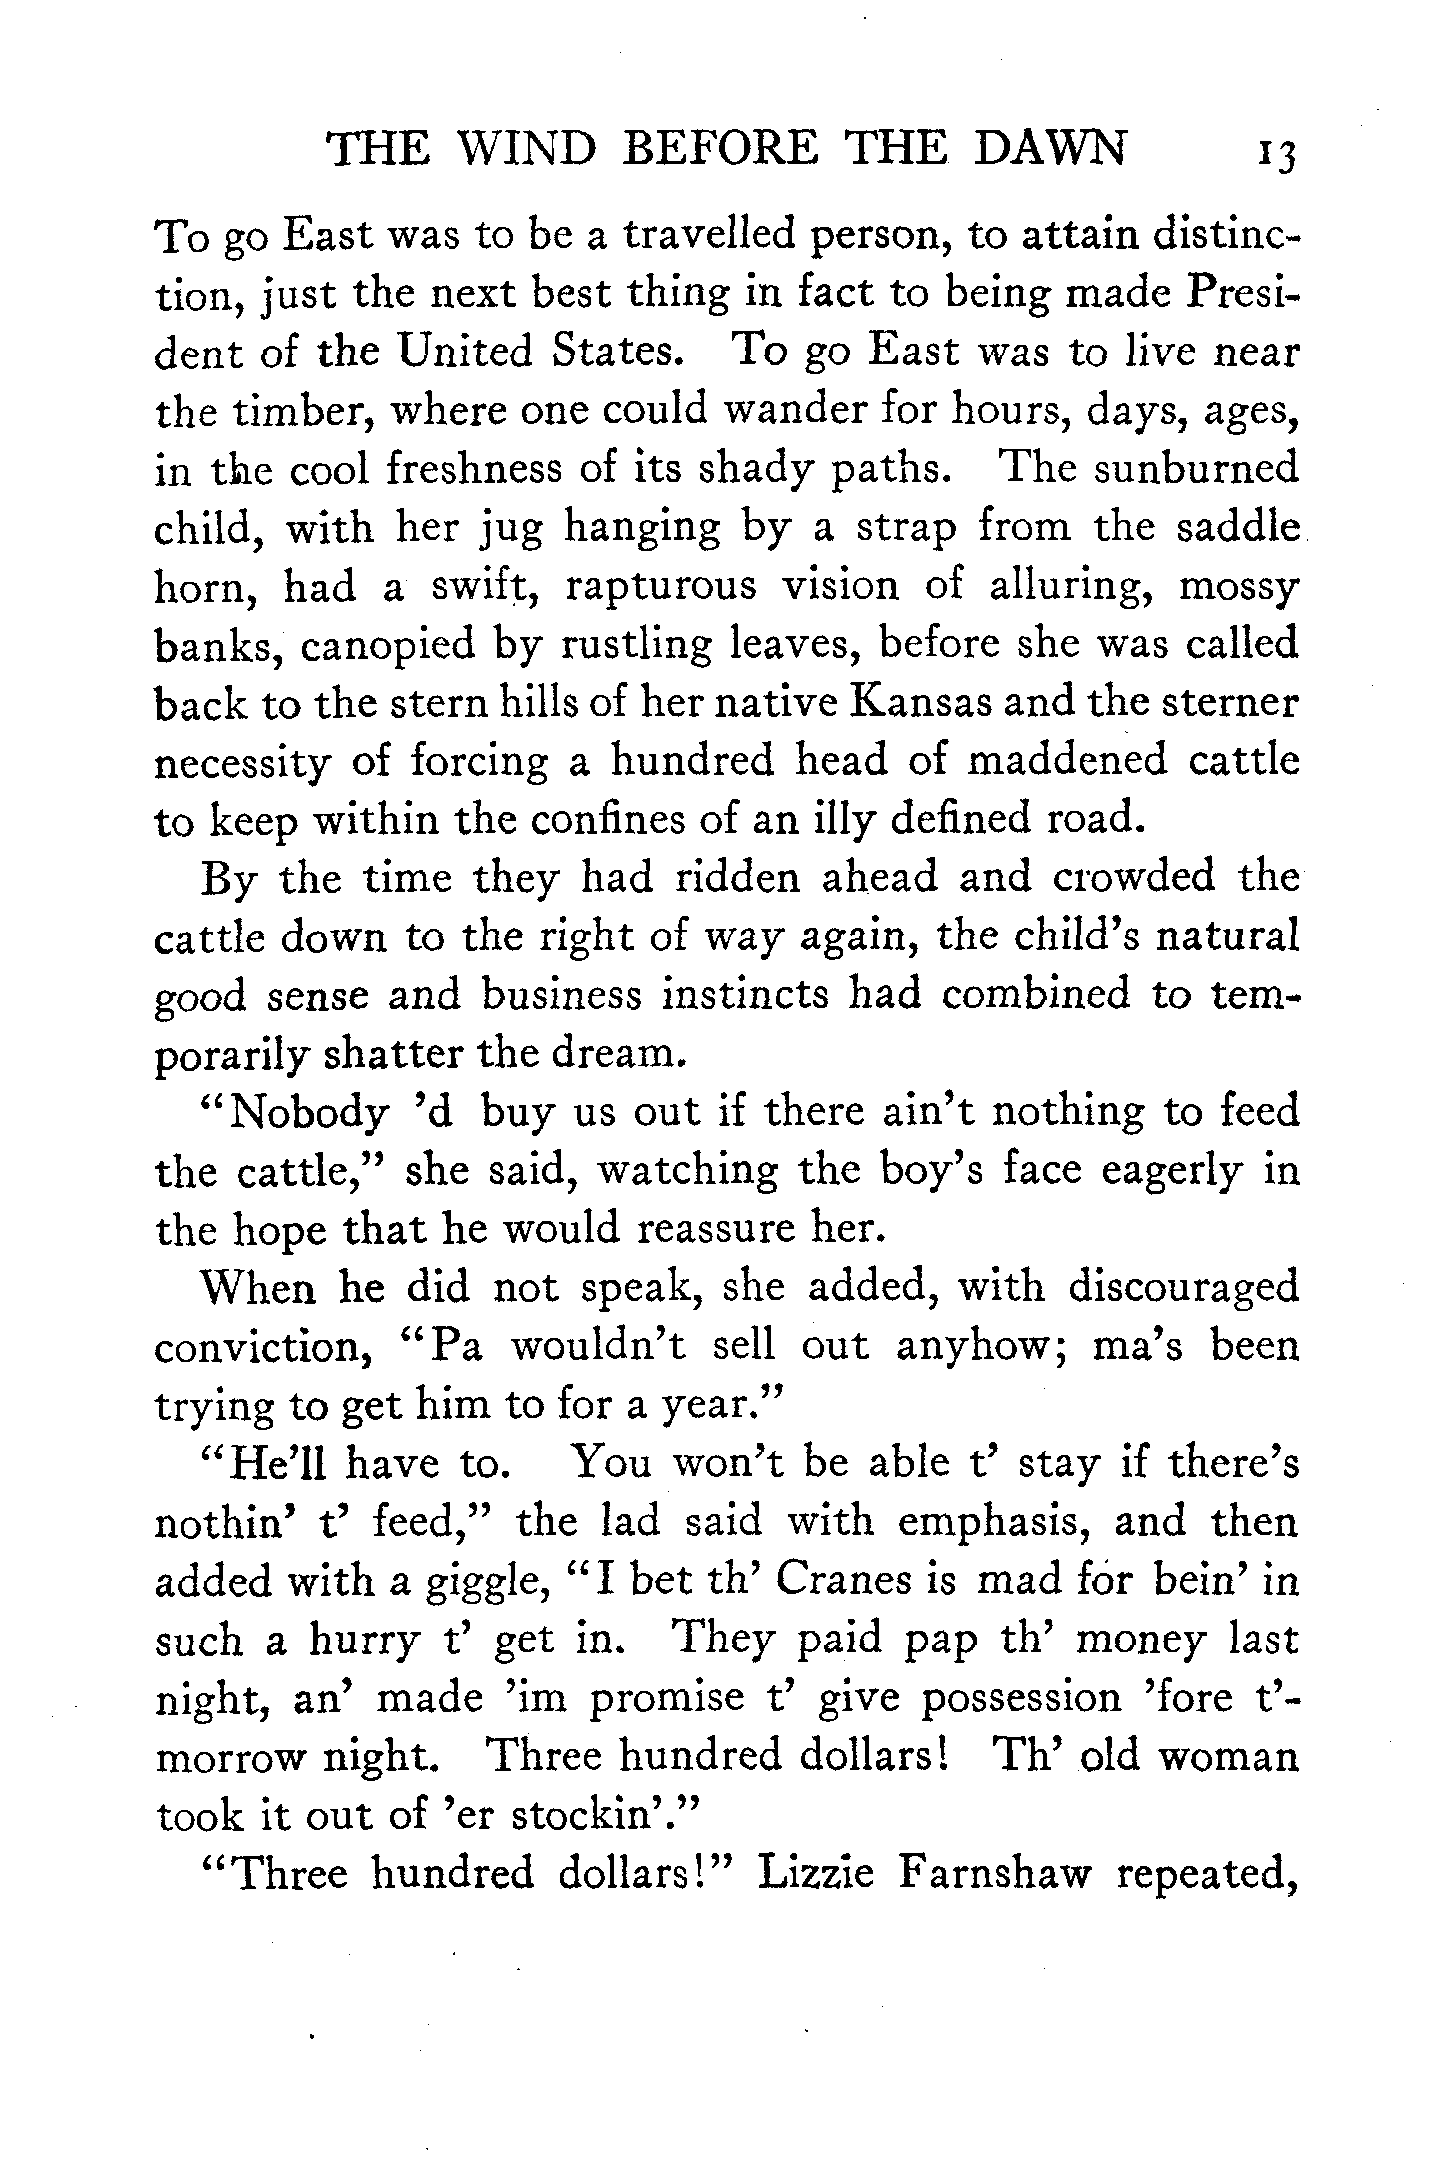 THE WIND BEFORE THE DAWN 13
To go East was to be a travelled person, to attain distinc-
tion, just the next best thing in fact to being made Presi-
dent of the United States. To go East was to live near
the timber, where one could wander for hours, days, ages,
in the cool freshness of its shady paths. The sunburned
child, with her jug hanging by a strap from the saddle
horn, had a swift, rapturous vision of alluring, mossy
banks, canopied by rustling leaves, before she was called
back to the stern hills of her native Kansas and the sterner
necessity of forcing a hundred head of maddened cattle
to keep within the confines of an illy defined road.
By the time they had ridden ahead and crowded the
cattle down to the right of way again, the child’s natural
good sense and business instincts had combined to tem-
porarily shatter the dream.
“Nobody ’d buy us out if there ain’t nothing to feed
the cattle,” she said, watching the boy’s face eagerly in
the hope that he would reassure her.
When he did not speak, she added, with discouraged
conviction, “Pa wouldn’t sell out anyhow; ma’s been
trying to get him to for a year.”
“He’ll have to. You won’t be able t’ stay if there’s
nothin’ t’ feed,” the lad said with emphasis, and then
added with a giggle, “I bet th’ Cranes is mad for bein’ in
such a hurry t’ get in. They paid pap th’ money last
night, an’ made ’im promise t’ give possession ’fore t’-
morrow night. Three hundred dollars! Th’ old woman
took it out of ’er stockin’.”
“Three hundred dollars!” Lizzie Farnshaw repeated,